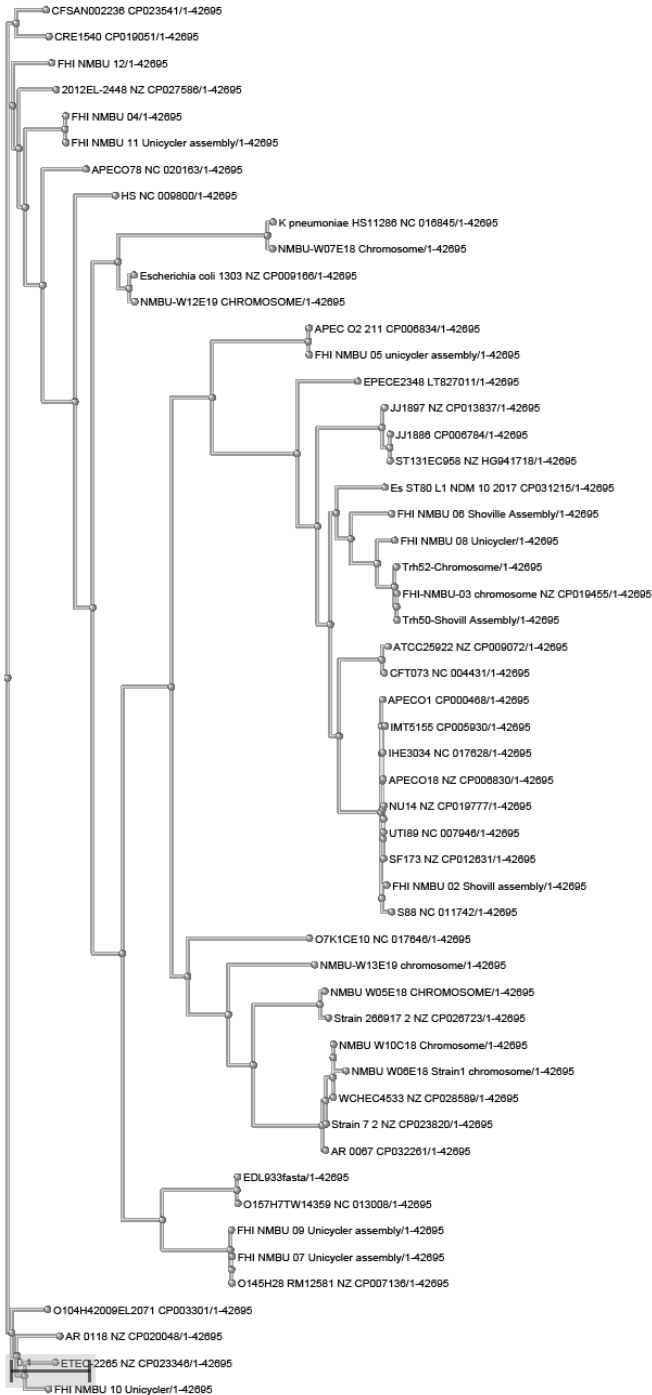 CFSAN002236 CP023541/1-42695
CRE1540 CP019051/1-42695
FHI NMBU 12/1-42695
2012EL-2448 NZ CP027586/1-42695
FHI NMBU 04/1-42695
FHI NMBU 11 Unicycler assembly/1-42695
APECO78 NC 020163/1-42695
HS NC 009800/1-42695
K pneumoniae HS11286 NC 016845/1-42695
NMBU-W07E18 Chromosome/1-42695
Escherichia coli 1303 NZ CP009166/1-42695
NMBU-W12E19 CHROMOSOME/1-42695
APEC O2 211 CP006834/1-42695
FHI NMBU 05 unicycler assembly/1-42695
EPECE2348 LT827011/1-42695
JJ1897 NZ CP013837/1-42695
JJ1886 CP006784/1-42695
ST131EC958 NZ HG941718/1-42695
Es ST80 L1 NDM 10 2017 CP031215/1-42695
FHI NMBU 06 Shoville Assembly/1-42695
FHI NMBU 08 Unicycler/1-42695
Trh52-Chromosome/1-42695
FHI-NMBU-03 chromosome NZ CP019455/1-42695
Trh50-Shovill Assembly/1-42695
ATCC25922 NZ CP009072/1-42695
CFT073 NC 004431/1-42695
APECO1 CP000468/1-42695
IMT5155 CP005930/1-42695
IHE3034 NC 017628/1-42695
APECO18 NZ CP006830/1-42695
NU14 NZ CP019777/1-42695
UTI89 NC 007946/1-42695
SF173 NZ CP012631/1-42695
FHI NMBU 02 Shovill assembly/1-42695
S88 NC 011742/1-42695
O7K1CE10 NC 017646/1-42695
NMBU-W13E19 chromosome/1-42695
NMBU W05E18 CHROMOSOME/1-42695
Strain 266917 2 NZ CP026723/1-42695
NMBU W10C18 Chromosome/1-42695
NMBU W06E18 Strain1 chromosome/1-42695
WCHEC4533 NZ CP028589/1-42695
Strain 7 2 NZ CP023820/1-42695
AR 0067 CP032261/1-42695
EDL933fasta/1-42695
O157H7TW14359 NC 013008/1-42695
FHI NMBU 09 Unicycler assembly/1-42695
FHI NMBU 07 Unicycler assembly/1-42695
O145H28 RM12581 NZ CP007136/1-42695
O104H42009EL2071 CP003301/1-42695
AR 0118 NZ CP020048/1-42695
0.1 ETEC-2265 NZ CP023346/1-42695
FHI NMBU 10 Unicycler/1-42695